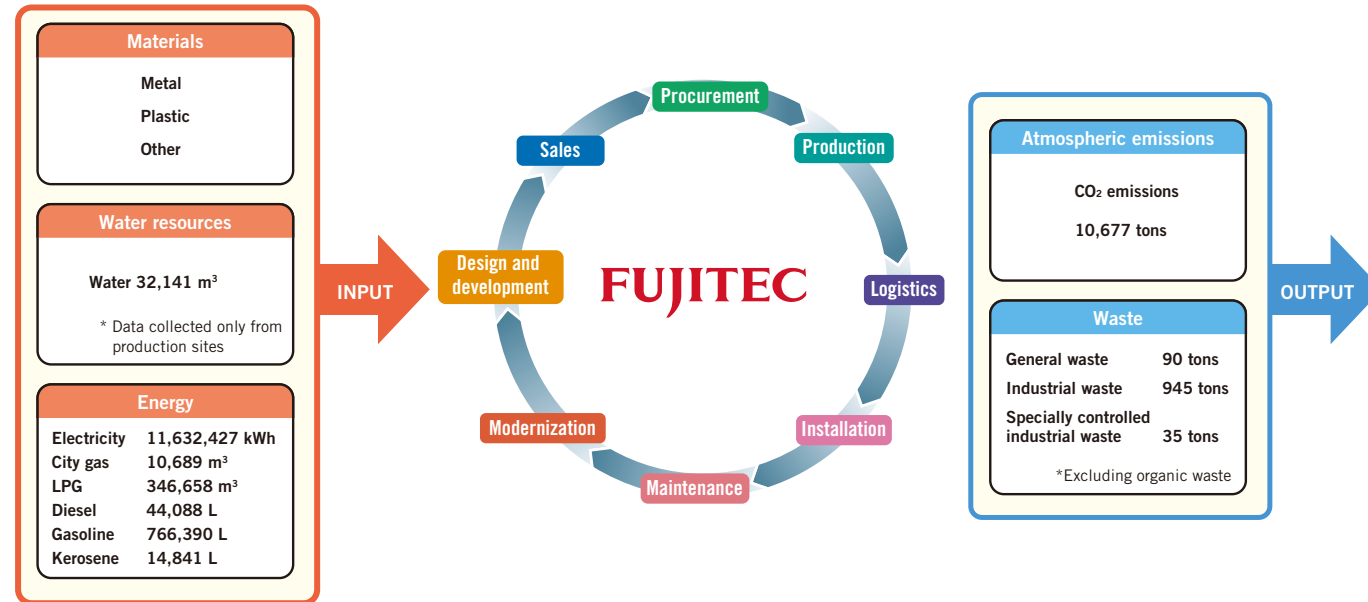 Materials
Metal
Plastic
Other
Water resources
Water 32,141 m³
* Data collected only from
production sites
Energy
Electricity 11,632,427 kWh
City gas 10,689 m³
LPG 346,658 m³
Diesel 44,088 L
Gasoline 766,390 L
Kerosene 14,841 L
INPUT
Procurement
Production
Logistics
Installation
Maintenance
Modernization
Design and
development
Sales
FUJITEC
Atmospheric emissions
CO₂ emissions
10,677 tons
Waste
General waste 90 tons
Industrial waste 945 tons
Specially controlled
industrial waste 35 tons
*Excluding organic waste
OUTPUT